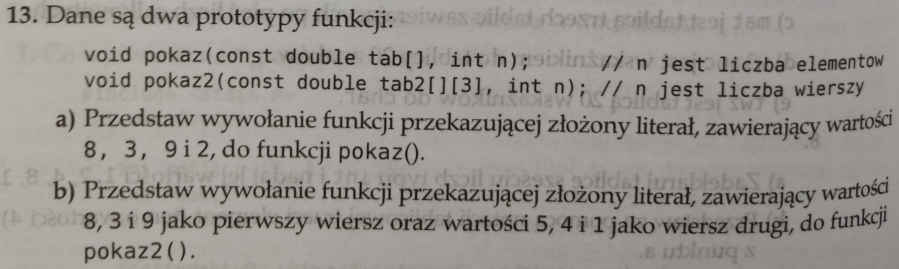 13. Dane są dwa prototypy funkcji:
void pokaz(const double tab[], int n); // n jest liczba elementow
void pokaz2(const double tab2[][3], int n); // n jest liczba wierszy
a) Przedstaw wywołanie funkcji przekazującej złożony literał, zawierający wartości
8, 3, 9 i 2, do funkcji pokaz().
b) Przedstaw wywołanie funkcji przekazującej złożony literał, zawierający wartości
8, 3 i 9 jako pierwszy wiersz oraz wartości 5, 4 i 1 jako wiersz drugi, do funkcji
pokaz2().